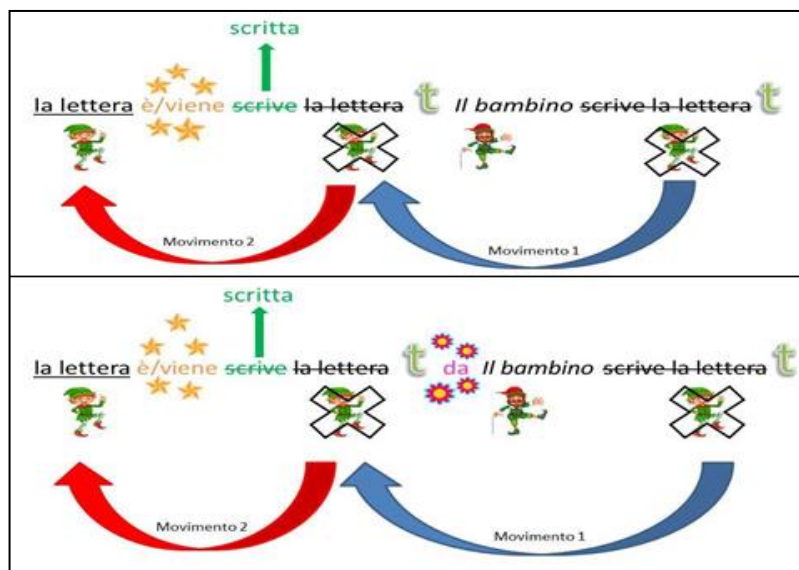 scritta
la lettera è/viene scrive la lettera t Il bambino scrive la lettera t
Movimento 2
Movimento 1
scritta
la lettera è/viene scrive la lettera t da Il bambino scrive la lettera t
Movimento 2
Movimento 1